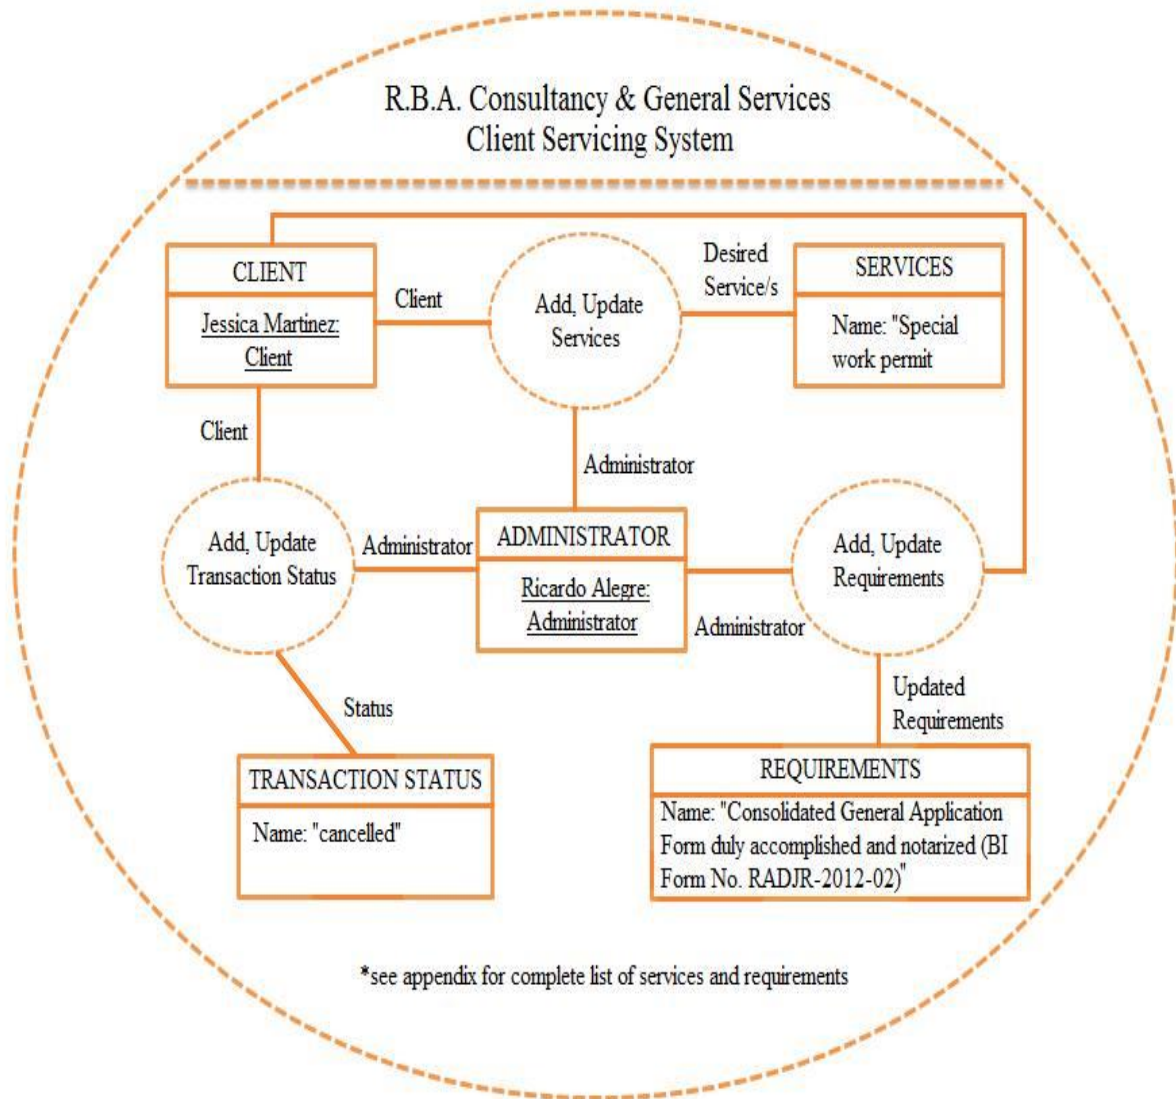 R.B.A. Consultancy & General Services
Client Servicing System
CLIENT
Jessica Martinez:
Client
Client
Add, Update
Services
Desired
Service/s
SERVICES
Name: "Special
work permit
Client
Administrator
Add, Update
Transaction Status
Administrator
ADMINISTRATOR
Ricardo Alegre:
Administrator
Administrator
Add, Update
Requirements
Status
Updated
Requirements
TRANSACTION STATUS
Name: "cancelled"
REQUIREMENTS
Name: "Consolidated General Application
Form duly accomplished and notarized (BI
Form No. RADJR-2012-02)"
*see appendix for complete list of services and requirements